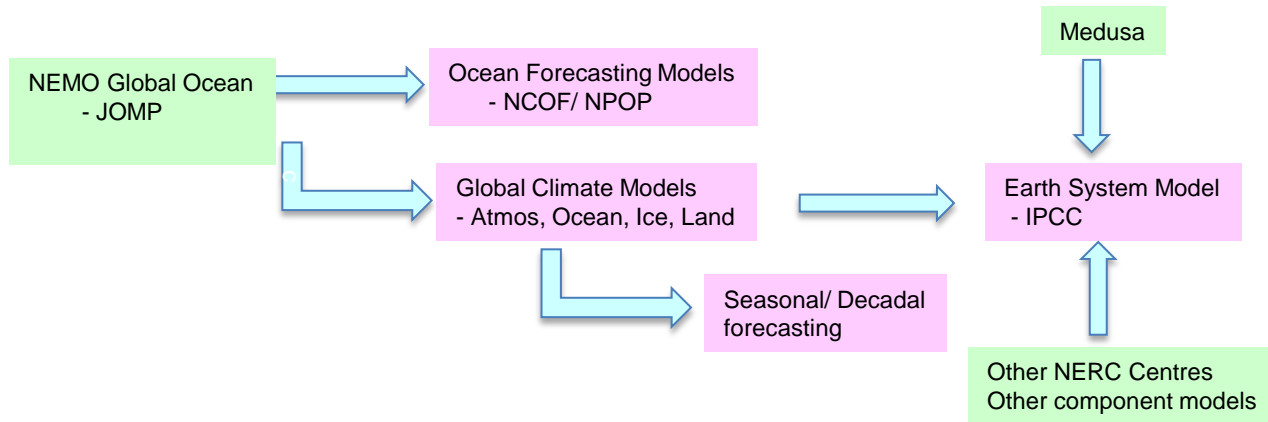 Medusa
NEMO Global Ocean
- JOMP
Ocean Forecasting Models
- NCOF/ NPOP
c
Global Climate Models
- Atmos, Ocean, Ice, Land
Earth System Model
- IPCC
Seasonal/ Decadal
forecasting
Other NERC Centres
Other component models